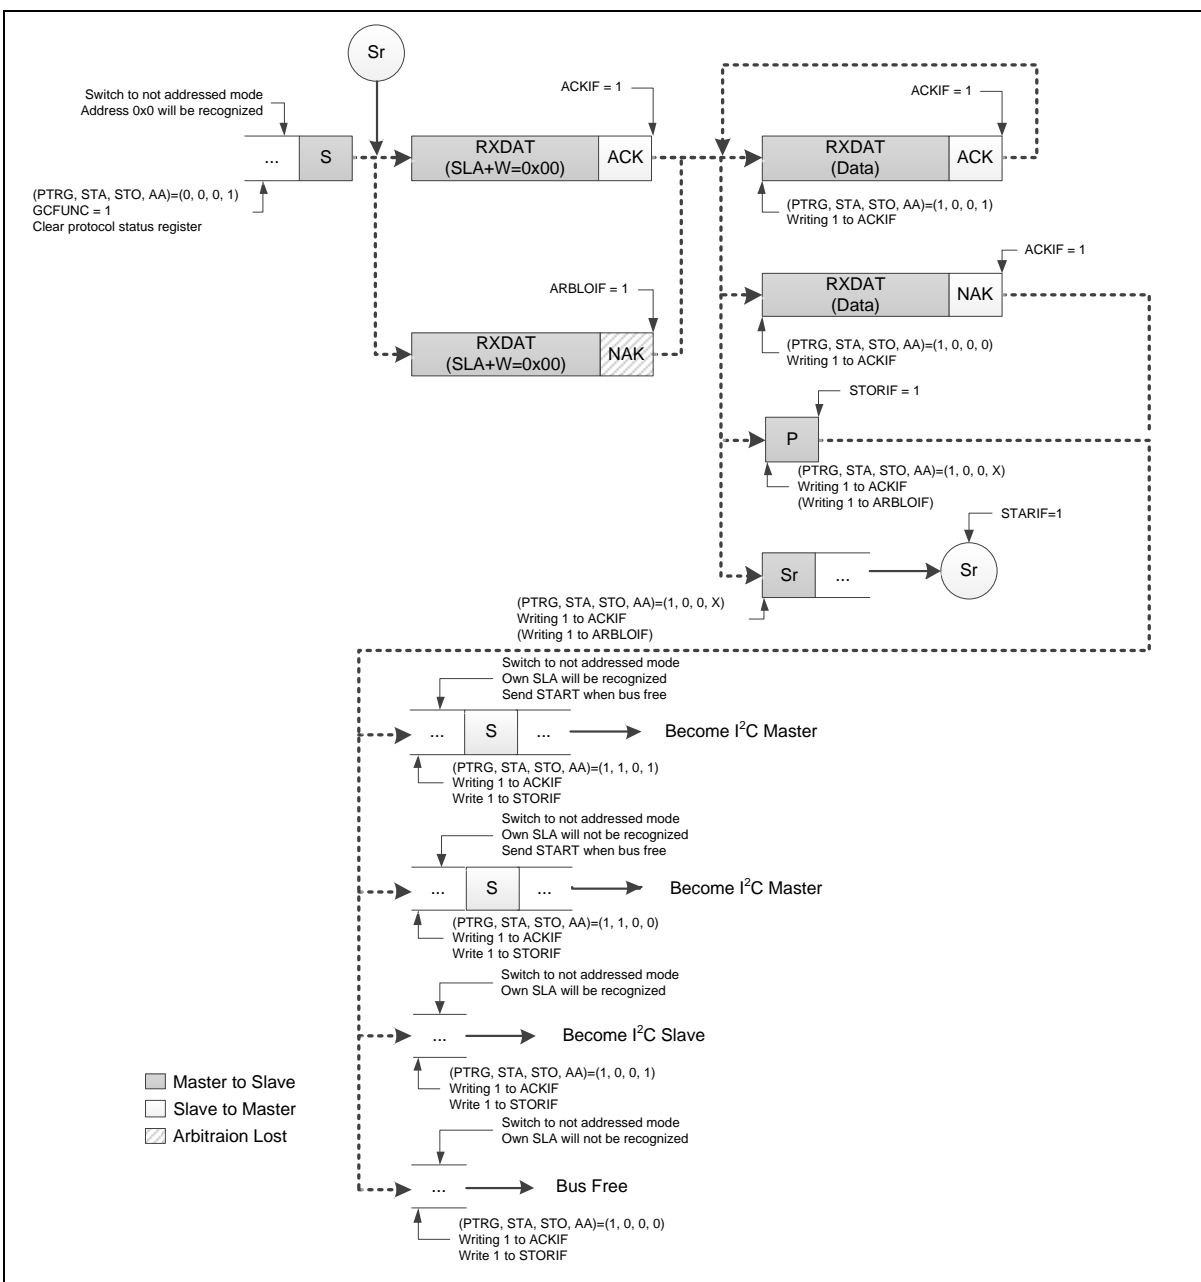 Sr
Switch to not addressed mode
Address 0x0 will be recognized
ACKIF = 1
ACKIF = 1
... S
RXDAT
(SLA+W=0x00)
ACK
RXDAT
(Data)
ACK
(PTRG, STA, STO, AA)=(0, 0, 0, 1)
GCFUNC = 1
Clear protocol status register
(PTRG, STA, STO, AA)=(1, 0, 0, 1)
Writing 1 to ACKIF
ACKIF = 1
ARBLOIF = 1
RXDAT
(Data)
NAK
RXDAT
(SLA+W=0x00)
NAK
(PTRG, STA, STO, AA)=(1, 0, 0, 0)
Writing 1 to ACKIF
STORIF = 1
P
(PTRG, STA, STO, AA)=(1, 0, 0, X)
Writing 1 to ACKIF
(Writing 1 to ARBLOIF)
STARIF=1
Sr ... Sr
(PTRG, STA, STO, AA)=(1, 0, 0, X)
Writing 1 to ACKIF
(Writing 1 to ARBLOIF)
Switch to not addressed mode
Own SLA will be recognized
Send START when bus free
... S ... Become I²C Master
(PTRG, STA, STO, AA)=(1, 1, 0, 1)
Writing 1 to ACKIF
Write 1 to STORIF
Switch to not addressed mode
Own SLA will not be recognized
Send START when bus free
... S ... Become I²C Master
(PTRG, STA, STO, AA)=(1, 1, 0, 0)
Writing 1 to ACKIF
Write 1 to STORIF
Switch to not addressed mode
Own SLA will be recognized
... Become I²C Slave
(PTRG, STA, STO, AA)=(1, 0, 0, 1)
Writing 1 to ACKIF
Write 1 to STORIF
Master to Slave
Slave to Master
Arbitraion Lost
Switch to not addressed mode
Own SLA will not be recognized
... Bus Free
(PTRG, STA, STO, AA)=(1, 0, 0, 0)
Writing 1 to ACKIF
Write 1 to STORIF